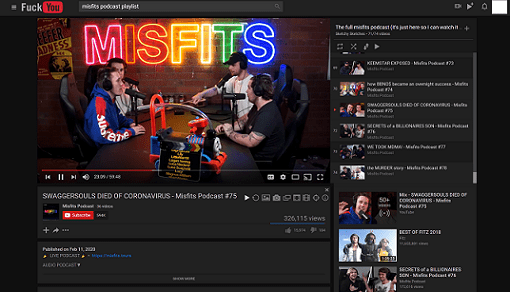 Fuck You
misfits podcast playlist
MISFITS
23:09 / 59:48
SWAGGERSOULS DIED OF CORONAVIRUS - Misfits Podcast #75
Misfits Podcast
Subscribe
326,115 views
Published on Feb 11, 2020
LIVE PODCAST
AUDIO PODCAST
SHOW MORE
The full misfits podcast (it's just here so i can watch it
KEEMSTAR EXPOSED - Misfits Podcast #73
Misfits Podcast
how BENEE became an overnight success - Misfits Podcast #74
Misfits Podcast
SWAGGERSOULS DIED OF CORONAVIRUS - Misfits Podcast #75
Misfits Podcast
SECRETS of a BILLIONAIRES SON - Misfits Podcast #76
Misfits Podcast
WE TOOK MDMA! - Misfits Podcast #77
Misfits Podcast
the MURDER story - Misfits Podcast #78
Misfits Podcast
50+
Mix - SWAGGERSOULS DIED OF CORONAVIRUS - Misfits Podcast #75
YouTube
BEST OF FITZ 2018
Fitz
SECRETS of a BILLIONAIRES SON - Misfits Podcast #76
Misfits Podcast